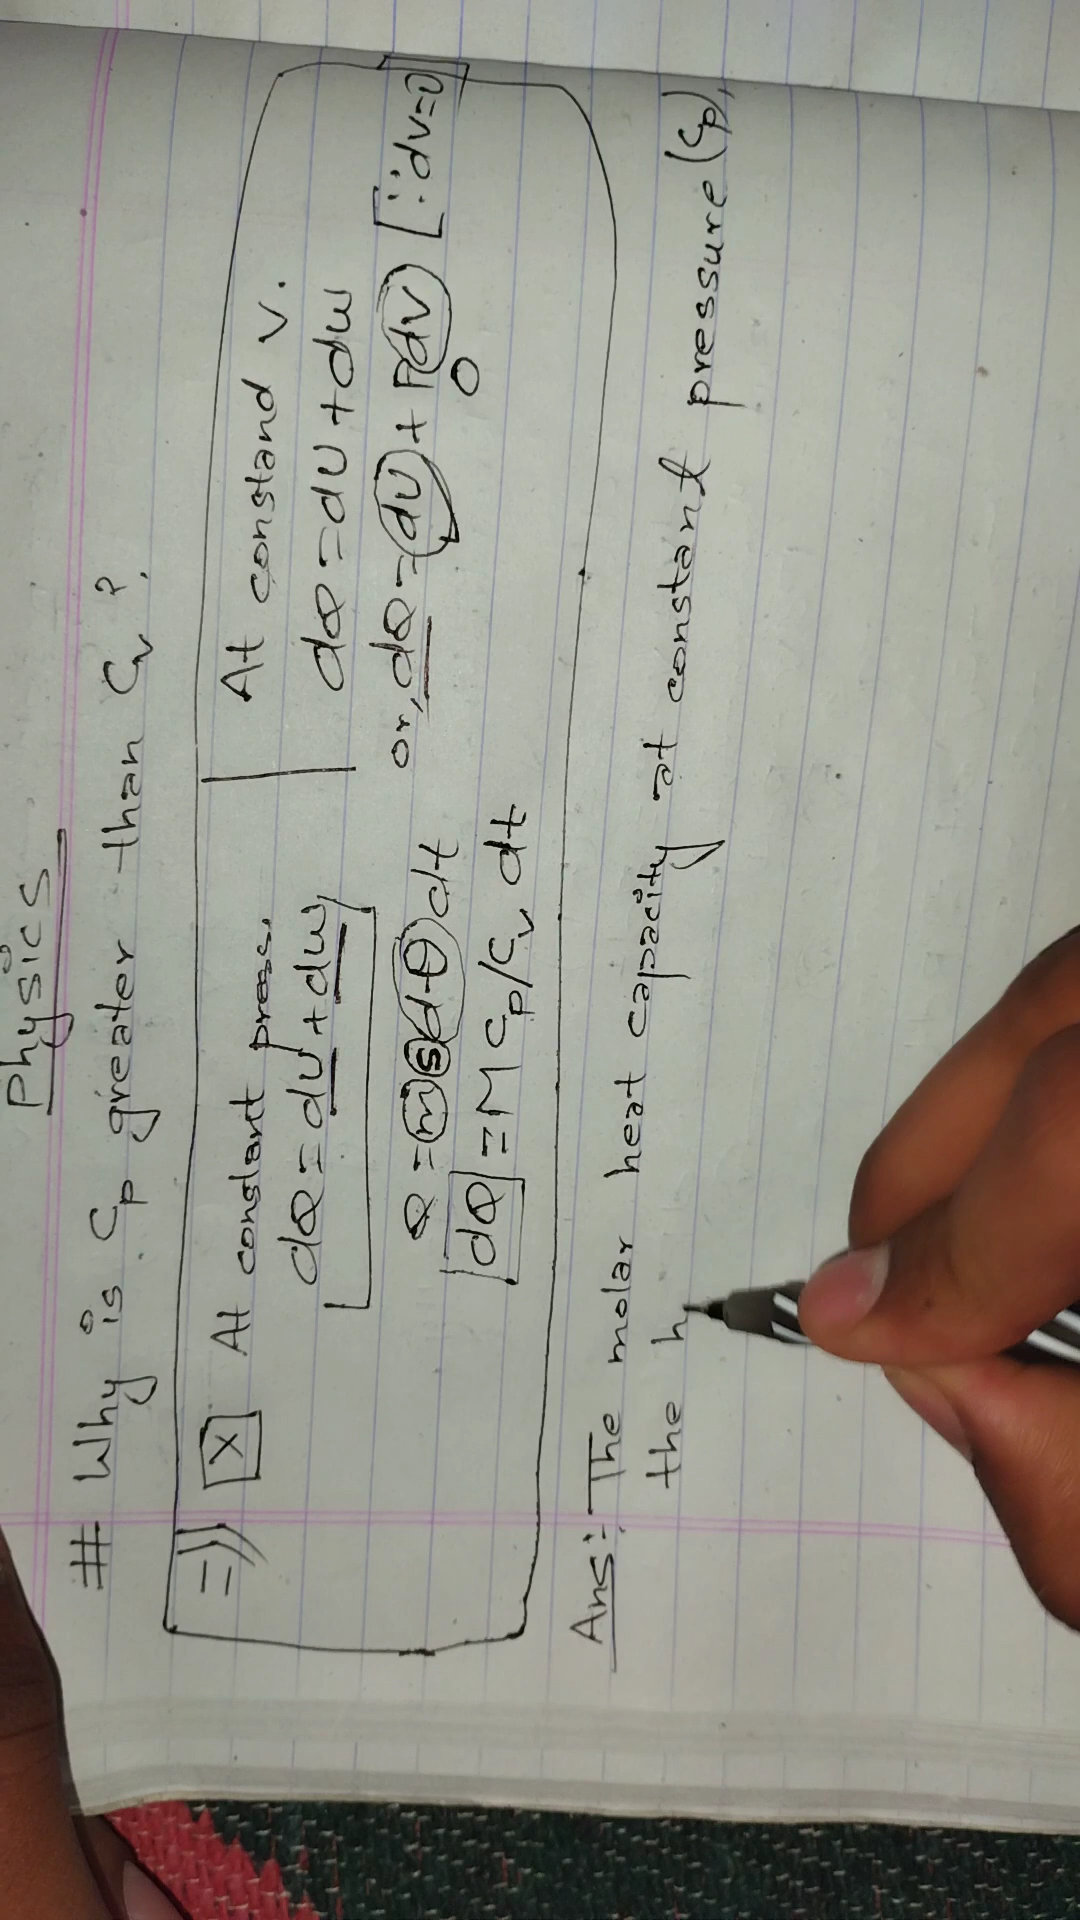 Physics
# Why is Cp greater than Cv?
=> [X] At constant press. | At constand v.
dQ = dU + dW
dQ = dU + dW
or, dQ = dU + Pdv [∵ dv=0]
0
Q = m s dθ dt
dQ = M Cp/Cv dt
Ans:- The molar heat capacity at constant pressure (Cp),
the h